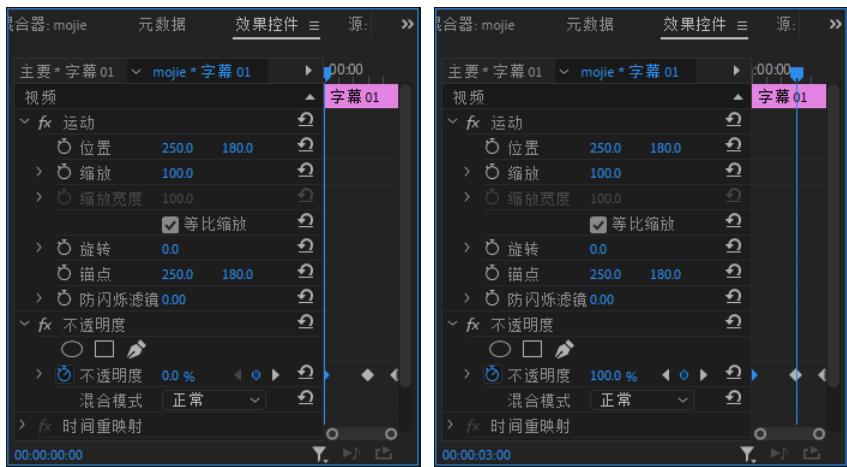 混合器: mojie 元数据 效果控件 ≡ 源: »
主要 * 字幕 01 mojie * 字幕 01 00:00
视频 字幕 01
fx 运动
位置 250.0 180.0
缩放 100.0
缩放宽度 100.0
等比缩放
旋转 0.0
锚点 250.0 180.0
防闪烁滤镜 0.00
fx 不透明度
不透明度 0.0 %
混合模式 正常
fx 时间重映射
00:00:00:00
混合器: mojie 元数据 效果控件 ≡ 源: »
主要 * 字幕 01 mojie * 字幕 01 :00:00
视频 字幕 01
fx 运动
位置 250.0 180.0
缩放 100.0
缩放宽度 100.0
等比缩放
旋转 0.0
锚点 250.0 180.0
防闪烁滤镜 0.00
fx 不透明度
不透明度 100.0 %
混合模式 正常
fx 时间重映射
00:00:03:00